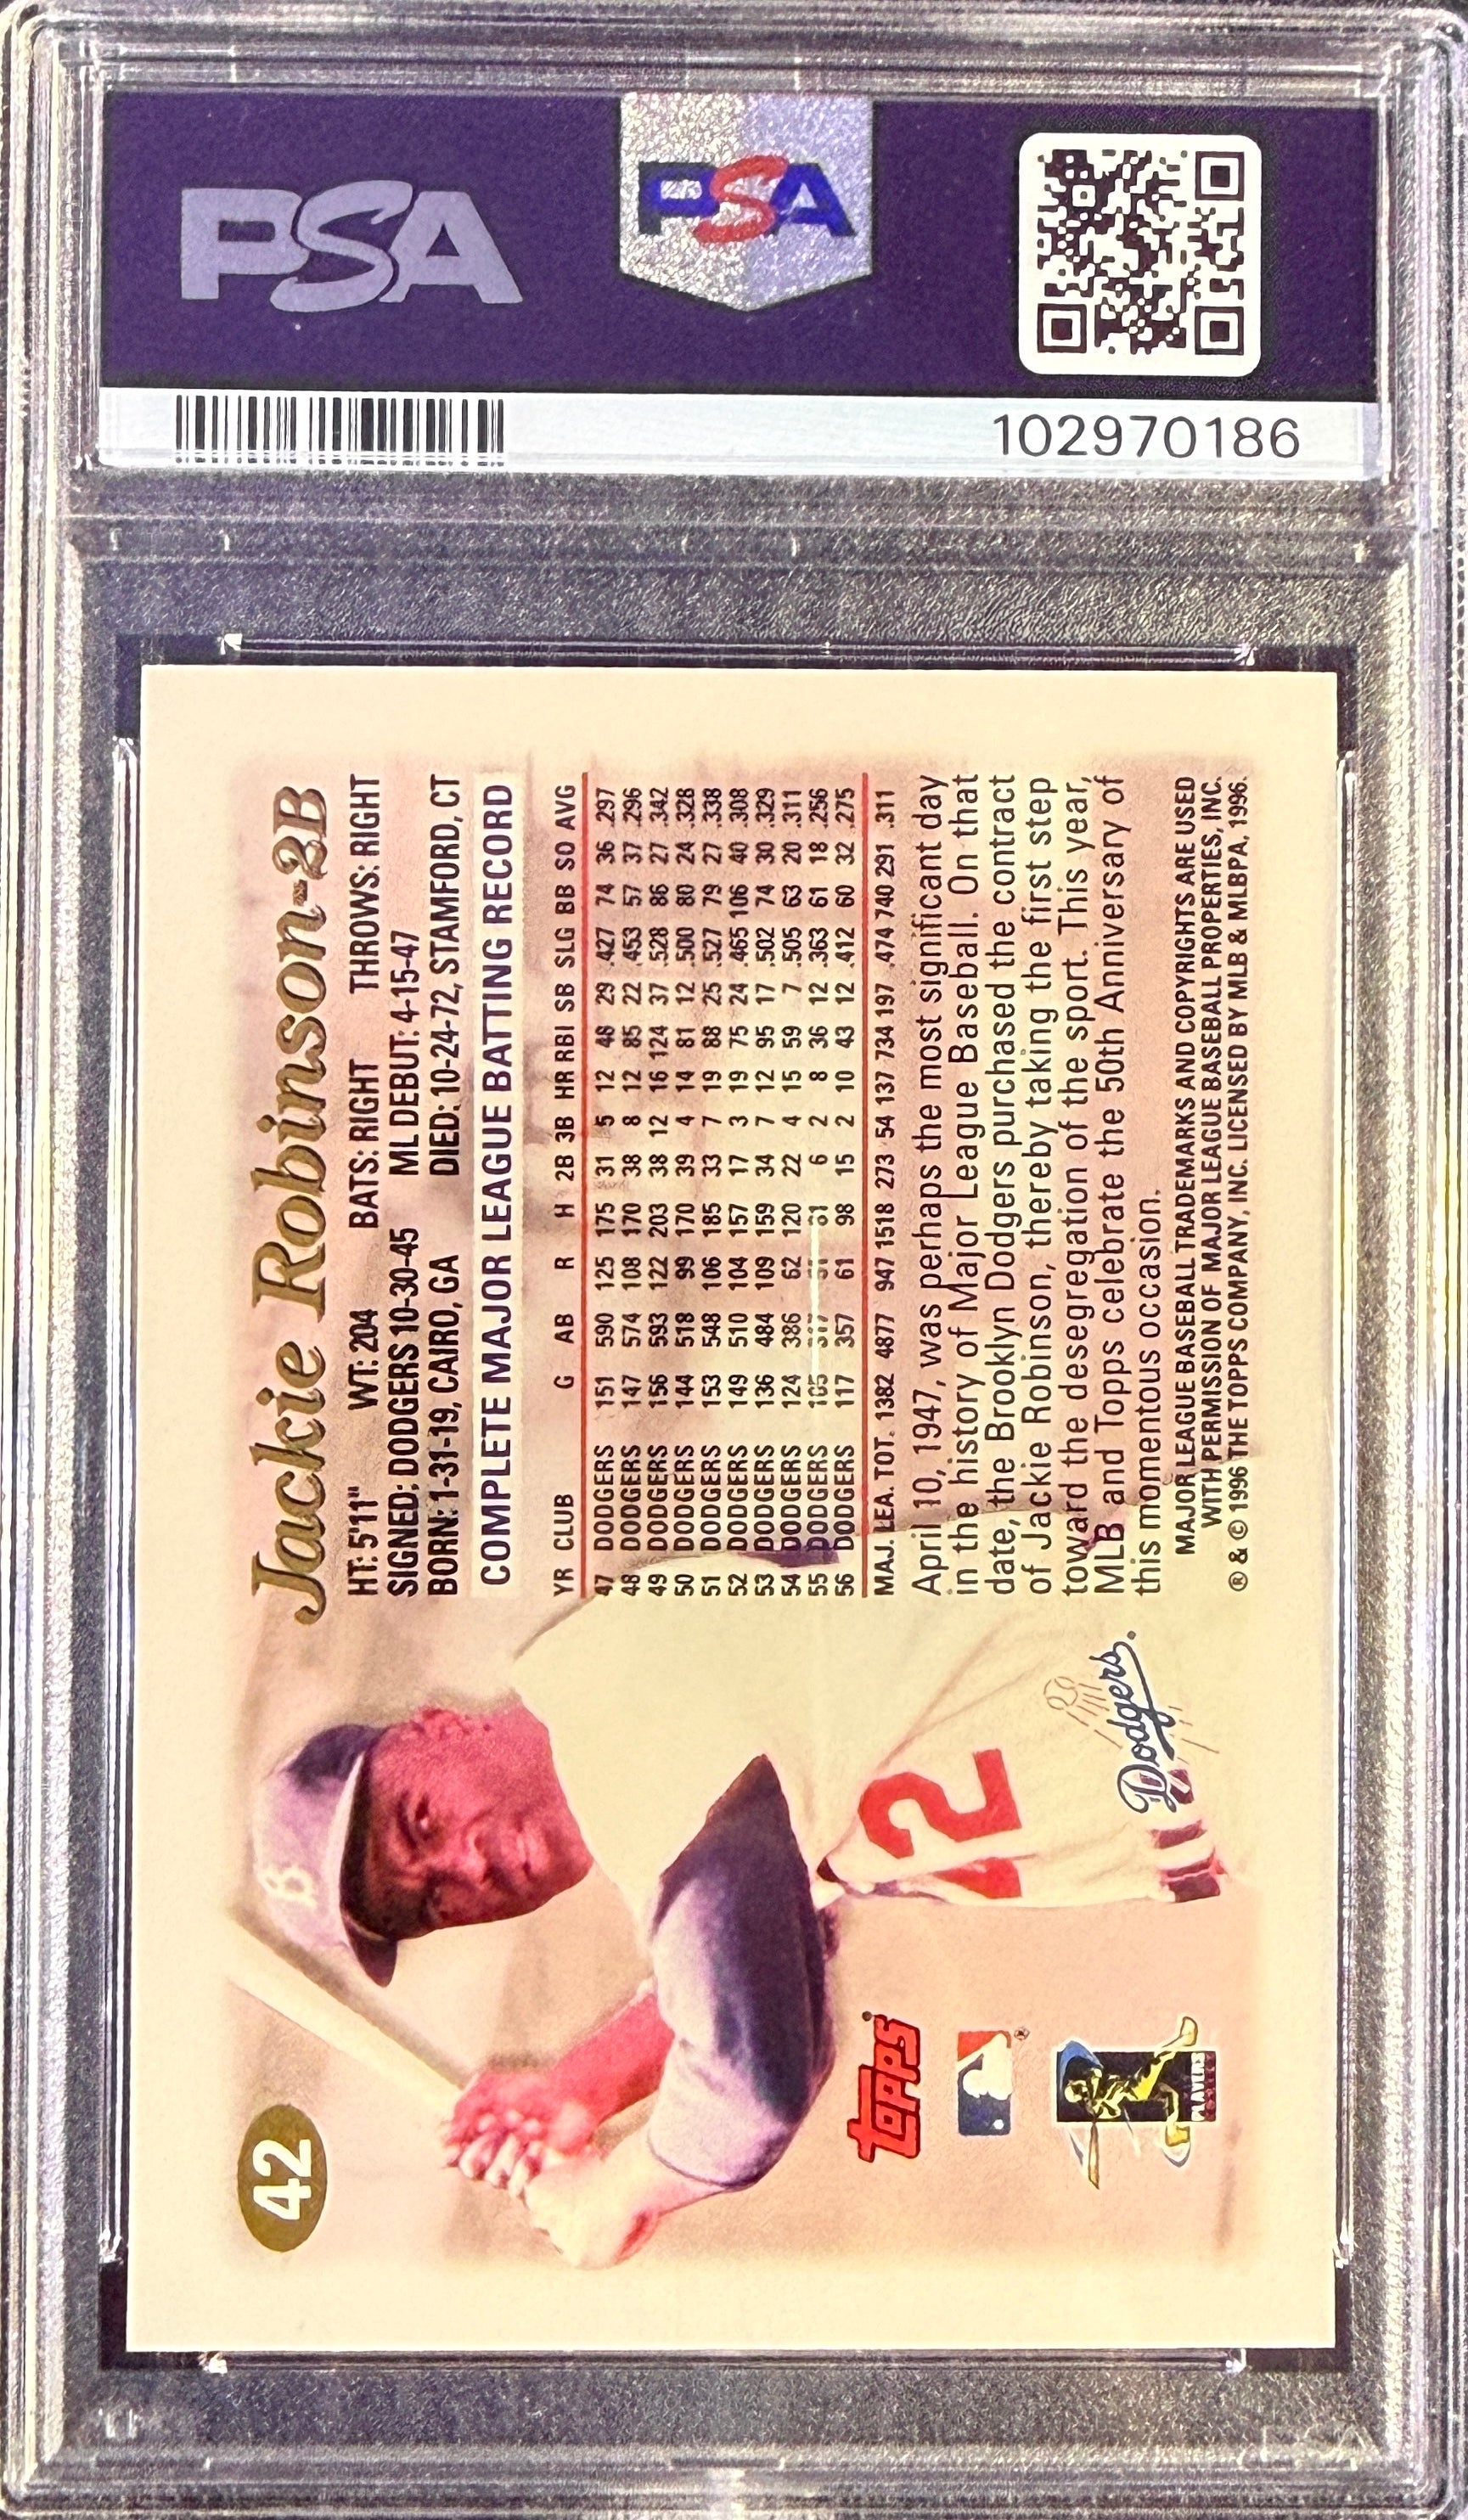 PSA
PSA
102970186
42
Jackie Robinson-2B
HT: 5'11" WT: 204 BATS: RIGHT THROWS: RIGHT
SIGNED: DODGERS 10-30-45 ML DEBUT: 4-15-47
BORN: 1-31-19, CAIRO, GA DIED: 10-24-72, STAMFORD, CT
COMPLETE MAJOR LEAGUE BATTING RECORD
YR CLUB G AB R H 2B 3B HR RBI SB SLG BB SO AVG
47 DODGERS 151 590 125 175 31 5 12 48 29 .427 74 36 .297
48 DODGERS 147 574 108 170 38 8 12 85 22 .453 57 37 .296
49 DODGERS 156 593 122 203 38 12 16 124 37 .528 86 27 .342
50 DODGERS 144 518 99 170 39 4 14 81 12 .500 80 24 .328
51 DODGERS 153 548 106 185 33 7 19 88 25 .527 79 27 .338
52 DODGERS 149 510 104 157 17 3 19 75 24 .465 106 40 .308
53 DODGERS 136 484 109 159 34 7 12 95 17 .502 74 30 .329
54 DODGERS 124 386 62 120 22 4 15 59 7 .505 63 20 .311
55 DODGERS 105 81 6 2 8 36 12 .363 61 18 .256
56 DODGERS 117 357 61 98 15 2 10 43 12 .412 60 32 .275
MAJ. LEA. TOT. 1382 4877 947 1518 273 54 137 734 197 .474 740 291 .311
April 10, 1947, was perhaps the most significant day
in the history of Major League Baseball. On that
date, the Brooklyn Dodgers purchased the contract
of Jackie Robinson, thereby taking the first step
toward the desegregation of the sport. This year,
MLB and Topps celebrate the 50th Anniversary of
this momentous occasion.
MAJOR LEAGUE BASEBALL TRADEMARKS AND COPYRIGHTS ARE USED
WITH PERMISSION OF MAJOR LEAGUE BASEBALL PROPERTIES, INC.
® & © 1996 THE TOPPS COMPANY, INC. LICENSED BY MLB & MLBPA, 1996.
B
42
Dodgers
Topps
PLAYERS